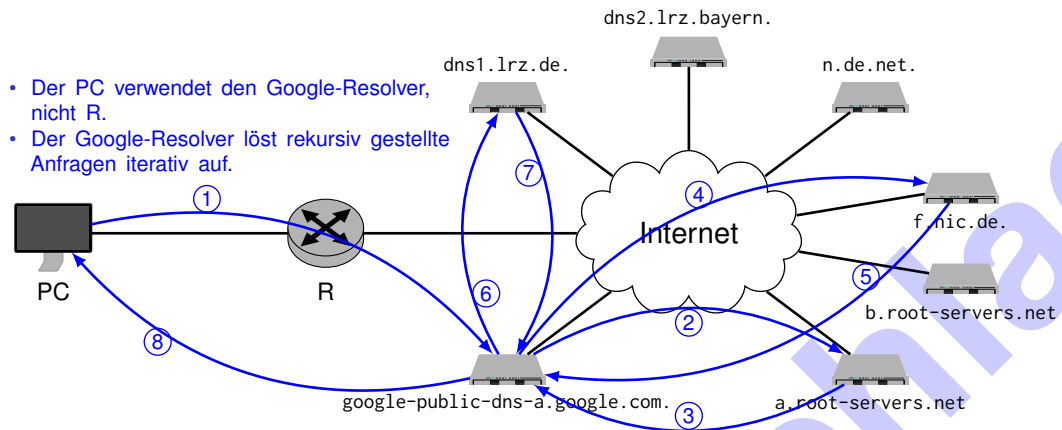 dns2.lrz.bayern.
dns1.lrz.de.
n.de.net.
• Der PC verwendet den Google-Resolver,
nicht R.
• Der Google-Resolver löst rekursiv gestellte
Anfragen iterativ auf.
7
4
1
f.nic.de.
Internet
PC
R
5
6
b.root-servers.net
2
8
google-public-dns-a.google.com.
3
a.root-servers.net